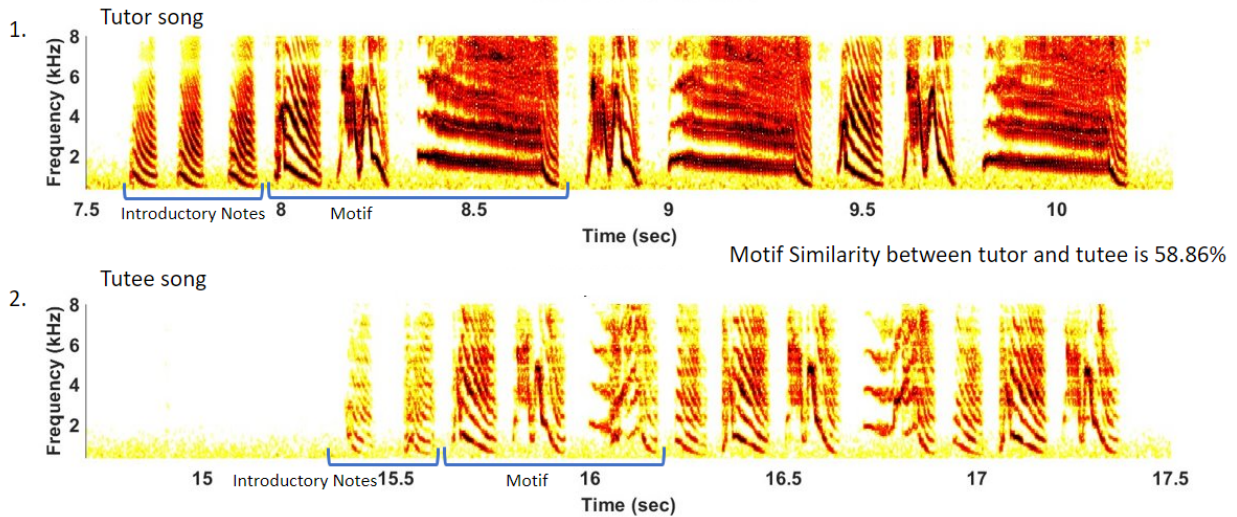 1.
Tutor song
Frequency (kHz)
8
6
4
2
Introductory Notes
Motif
7.5 8 8.5 9 9.5 10
Time (sec)
Motif Similarity between tutor and tutee is 58.86%
2.
Tutee song
Frequency (kHz)
8
6
4
2
Introductory Notes
Motif
15 15.5 16 16.5 17 17.5
Time (sec)